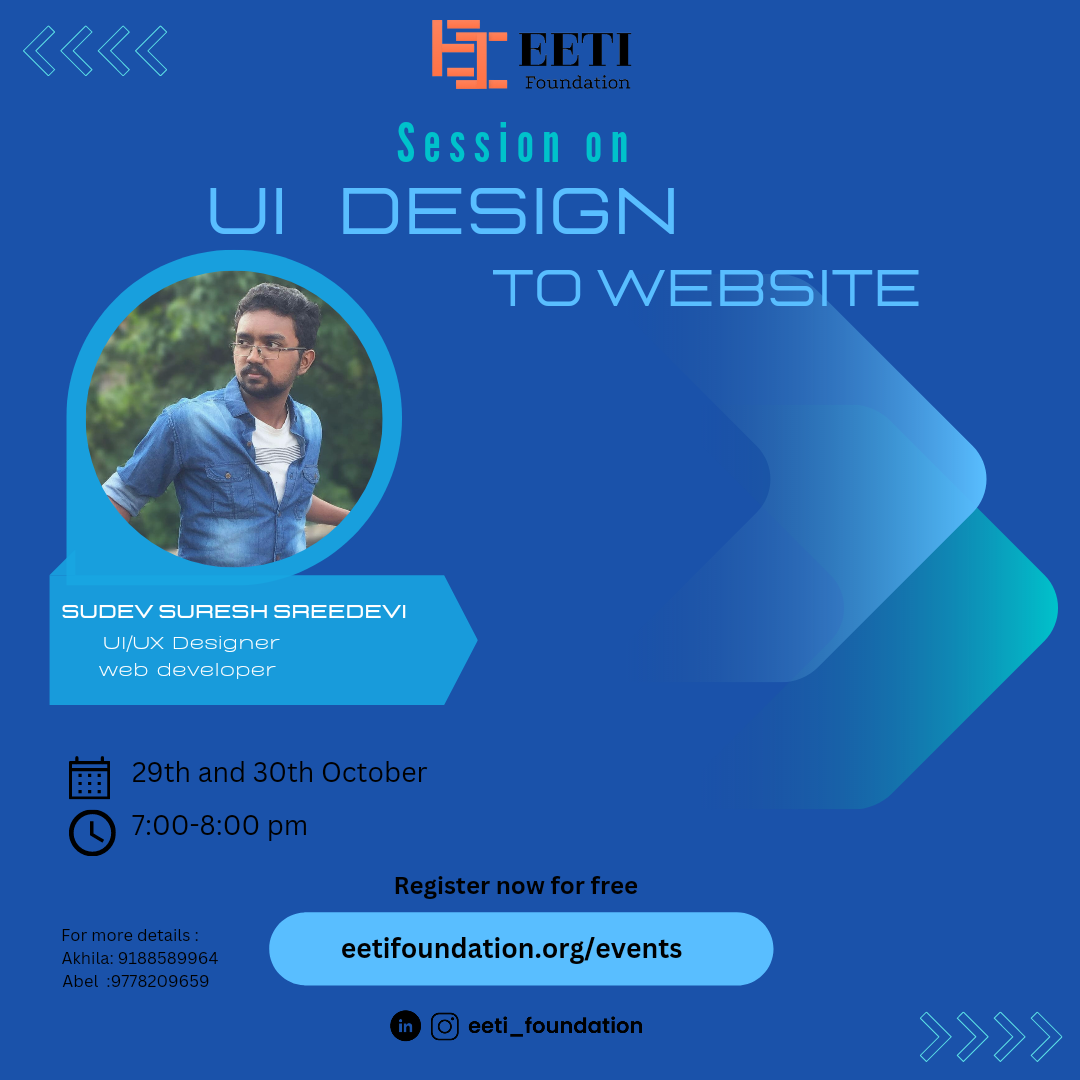 EETI
Foundation
Session on
UI DESIGN
TO WEBSITE
SUDEV SURESH SREEDEVI
UI/UX Designer
web developer
29th and 30th October
7:00-8:00 pm
Register now for free
eetifoundation.org/events
For more details :
Akhila: 9188589964
Abel :9778209659
in eeti_foundation